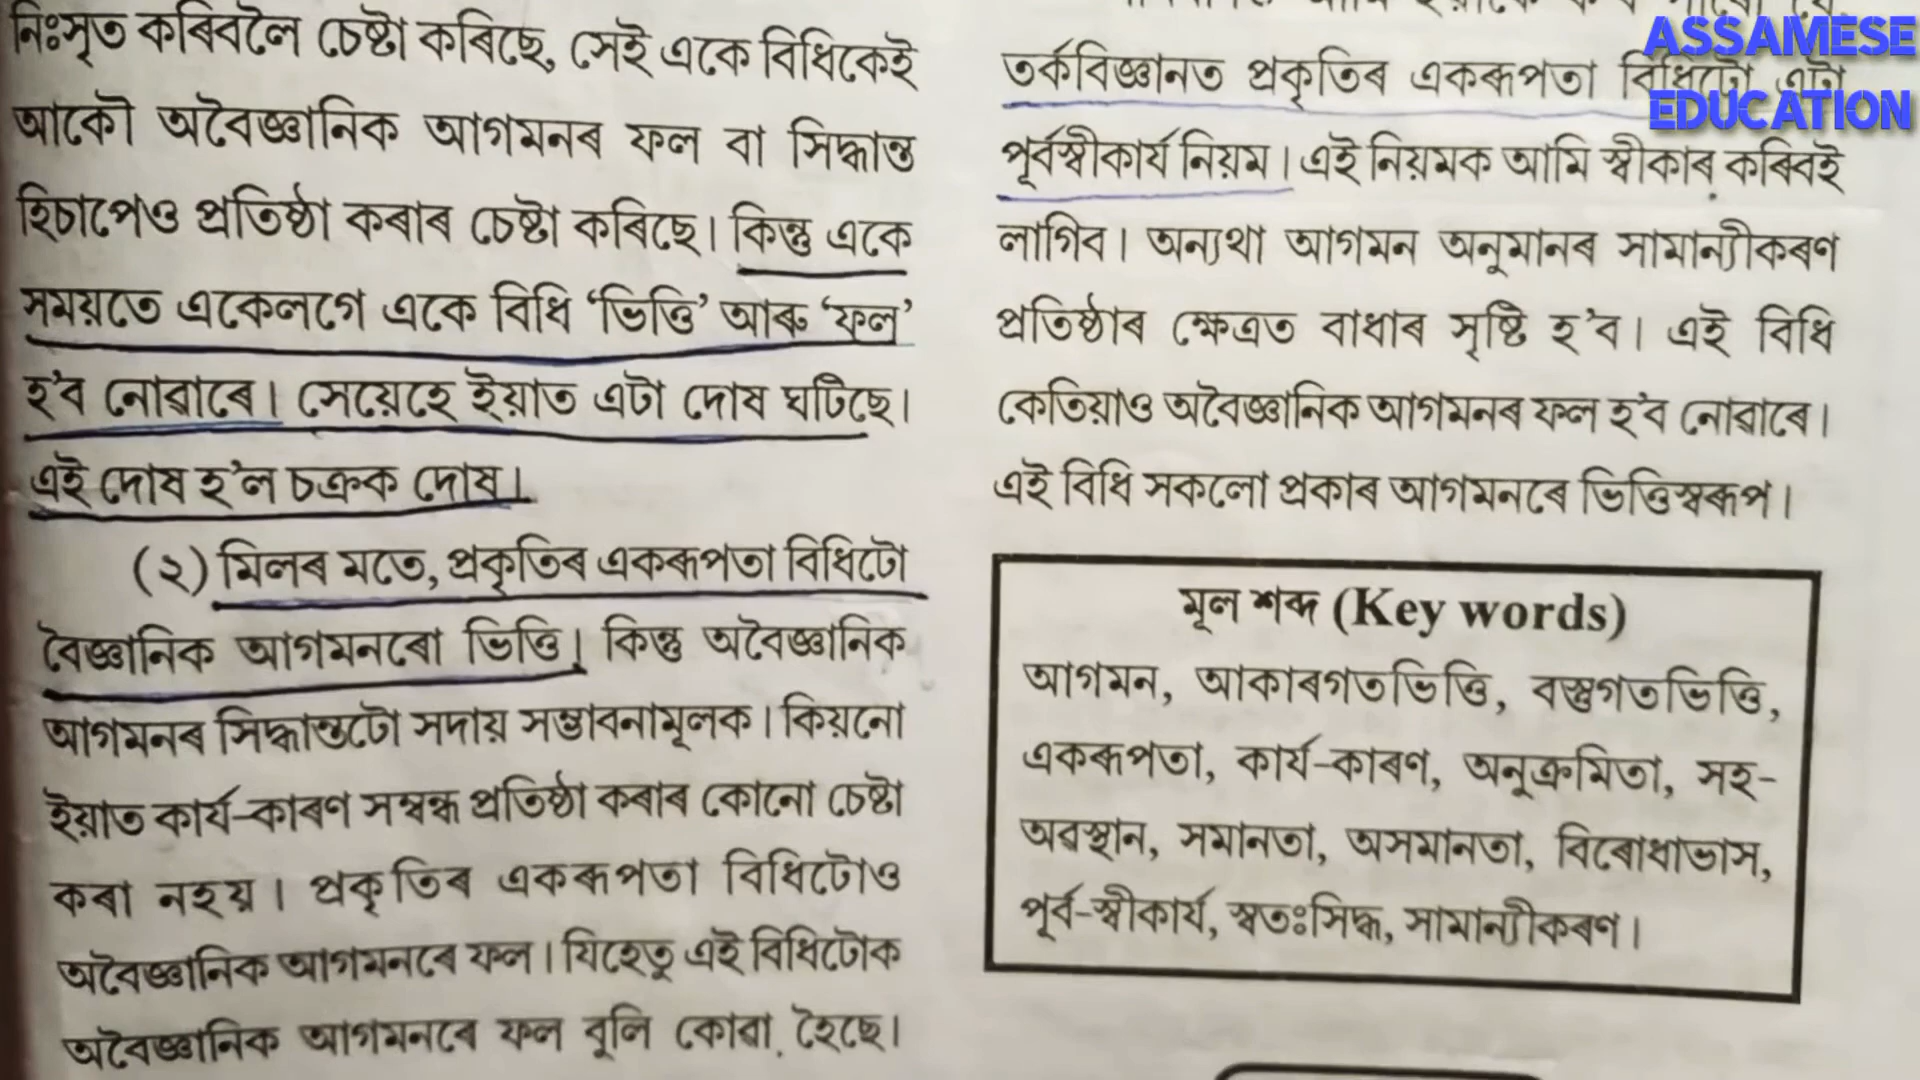 নিঃসৃত কৰিবলৈ চেষ্টা কৰিছে, সেই একে বিধিকেই
আকৌ অবৈজ্ঞানিক আগমনৰ ফল বা সিদ্ধান্ত
হিচাপেও প্ৰতিষ্ঠা কৰাৰ চেষ্টা কৰিছে। কিন্তু একে
সময়তে একেলগে একে বিধি ‘ভিত্তি’ আৰু ‘ফল’
হ’ব নোৱাৰে। সেয়েহে ইয়াত এটা দোষ ঘটিছে।
এই দোষ হ’ল চক্ৰক দোষ।
(২) মিলৰ মতে, প্ৰকৃতিৰ একৰূপতা বিধিটো
বৈজ্ঞানিক আগমনৰো ভিত্তি। কিন্তু অবৈজ্ঞানিক
আগমনৰ সিদ্ধান্তটো সদায় সম্ভাবনামূলক। কিয়নো
ইয়াত কাৰ্য-কাৰণ সম্বন্ধ প্ৰতিষ্ঠা কৰাৰ কোনো চেষ্টা
কৰা নহয়। প্ৰকৃতিৰ একৰূপতা বিধিটোও
অবৈজ্ঞানিক আগমনৰে ফল। যিহেতু এই বিধিটোক
অবৈজ্ঞানিক আগমনৰে ফল বুলি কোৱা হৈছে।
তৰ্কবিজ্ঞানত প্ৰকৃতিৰ একৰূপতা বিধিটো এটা
পূৰ্বস্বীকাৰ্য নিয়ম। এই নিয়মক আমি স্বীকাৰ কৰিবই
লাগিব। অন্যথা আগমন অনুমানৰ সামান্যীকৰণ
প্ৰতিষ্ঠাৰ ক্ষেত্ৰত বাধাৰ সৃষ্টি হ’ব। এই বিধি
কেতিয়াও অবৈজ্ঞানিক আগমনৰ ফল হ’ব নোৱাৰে।
এই বিধি সকলো প্ৰকাৰ আগমনৰে ভিত্তিস্বৰূপ।
মূল শব্দ (Key words)
আগমন, আকাৰগতভিত্তি, বস্তুগতভিত্তি,
একৰূপতা, কাৰ্য-কাৰণ, অনুক্ৰমিতা, সহ-
অৱস্থান, সমানতা, অসমানতা, বিৰোধাভাস,
পূৰ্ব-স্বীকাৰ্য, স্বতঃসিদ্ধ, সামান্যীকৰণ।
ASSAMESE
EDUCATION